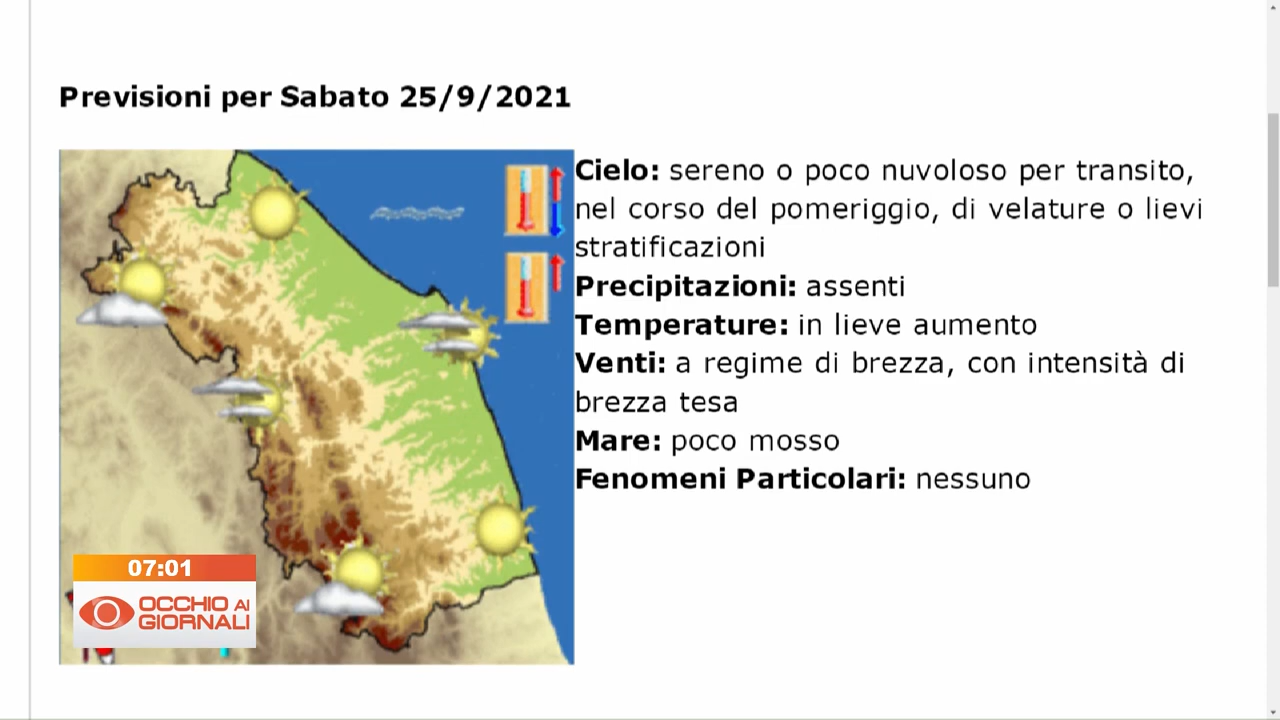 Previsioni per Sabato 25/9/2021
Cielo: sereno o poco nuvoloso per transito,
nel corso del pomeriggio, di velature o lievi
stratificazioni
Precipitazioni: assenti
Temperature: in lieve aumento
Venti: a regime di brezza, con intensità di
brezza tesa
Mare: poco mosso
Fenomeni Particolari: nessuno
07:01
OCCHIO AI
GIORNALI